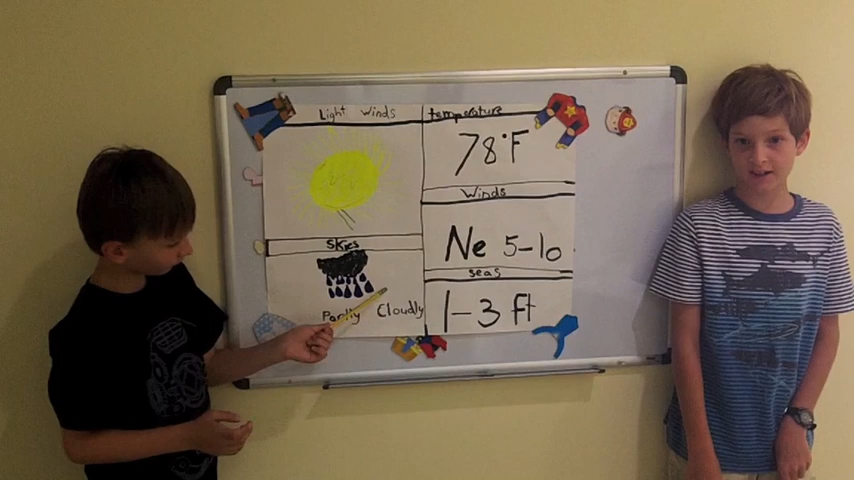 Light Winds
Skies
Partly Cloudly
temperature
78°F
Winds
Ne 5-10
seas
1-3 ft